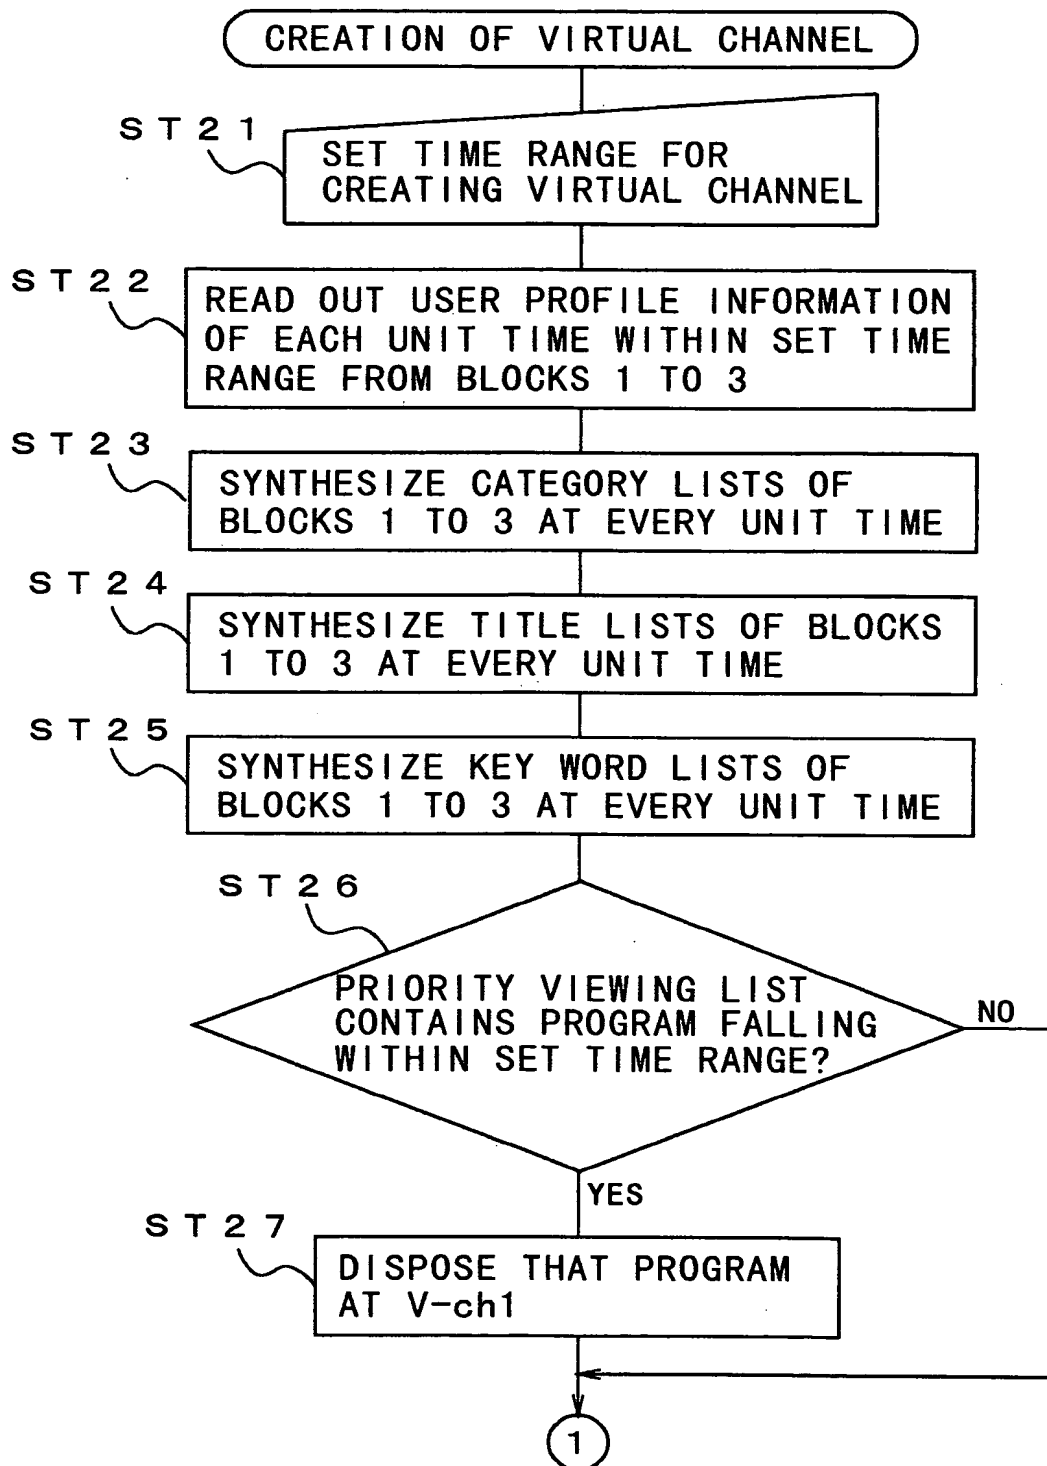 CREATION OF VIRTUAL CHANNEL
ST21
SET TIME RANGE FOR
CREATING VIRTUAL CHANNEL
ST22
READ OUT USER PROFILE INFORMATION
OF EACH UNIT TIME WITHIN SET TIME
RANGE FROM BLOCKS 1 TO 3
ST23
SYNTHESIZE CATEGORY LISTS OF
BLOCKS 1 TO 3 AT EVERY UNIT TIME
ST24
SYNTHESIZE TITLE LISTS OF BLOCKS
1 TO 3 AT EVERY UNIT TIME
ST25
SYNTHESIZE KEY WORD LISTS OF
BLOCKS 1 TO 3 AT EVERY UNIT TIME
ST26
PRIORITY VIEWING LIST
CONTAINS PROGRAM FALLING
WITHIN SET TIME RANGE?
NO
YES
ST27
DISPOSE THAT PROGRAM
AT V-ch1
1